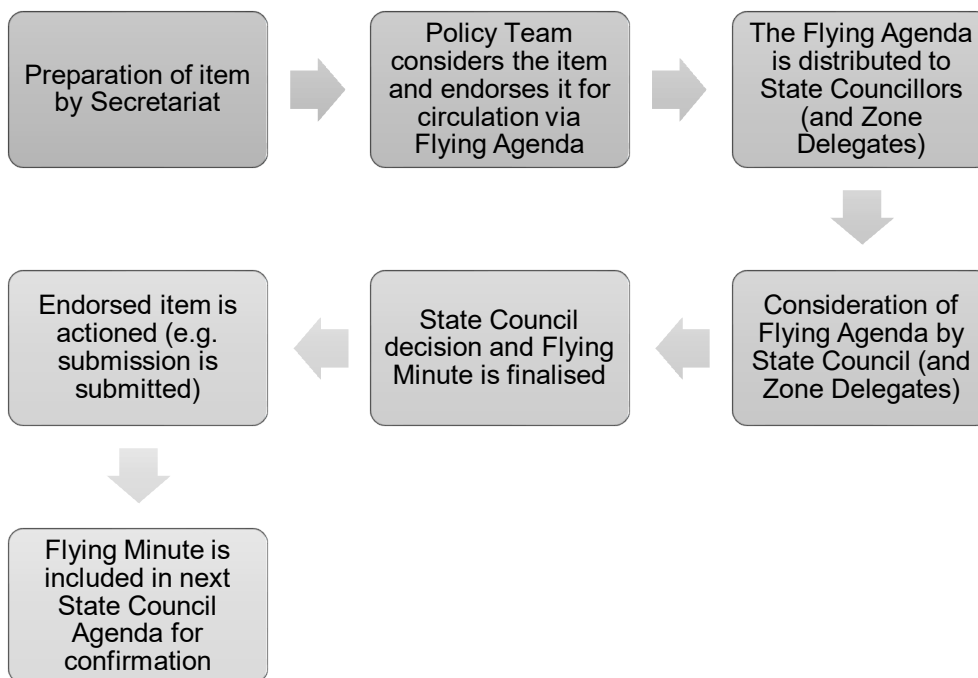 Preparation of item
by Secretariat
Policy Team
considers the item
and endorses it for
circulation via
Flying Agenda
The Flying Agenda
is distributed to
State Councillors
(and Zone
Delegates)
Consideration of
Flying Agenda by
State Council (and
Zone Delegates)
State Council
decision and Flying
Minute is finalised
Endorsed item is
actioned (e.g.
submission is
submitted)
Flying Minute is
included in next
State Council
Agenda for
confirmation